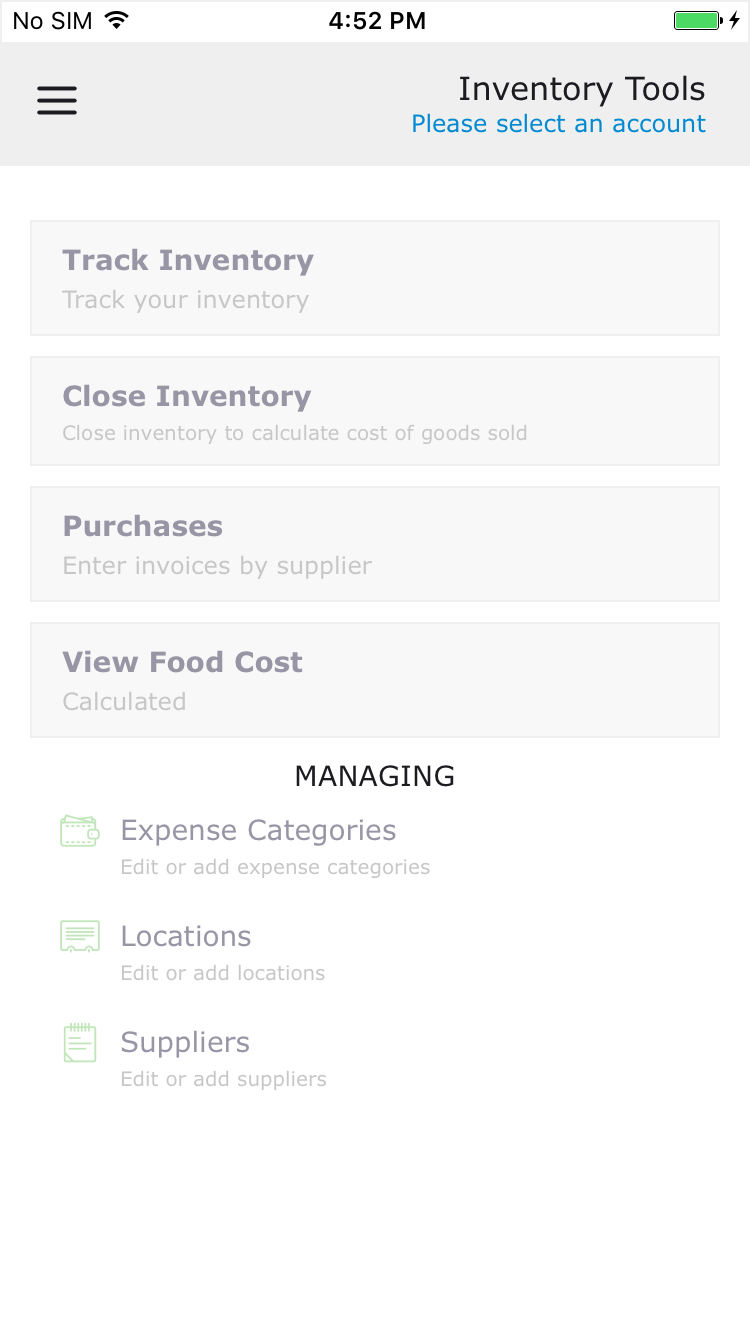 No SIM 4:52 PM
Inventory Tools
Please select an account
Track Inventory
Track your inventory
Close Inventory
Close inventory to calculate cost of goods sold
Purchases
Enter invoices by supplier
View Food Cost
Calculated
MANAGING
Expense Categories
Edit or add expense categories
Locations
Edit or add locations
Suppliers
Edit or add suppliers